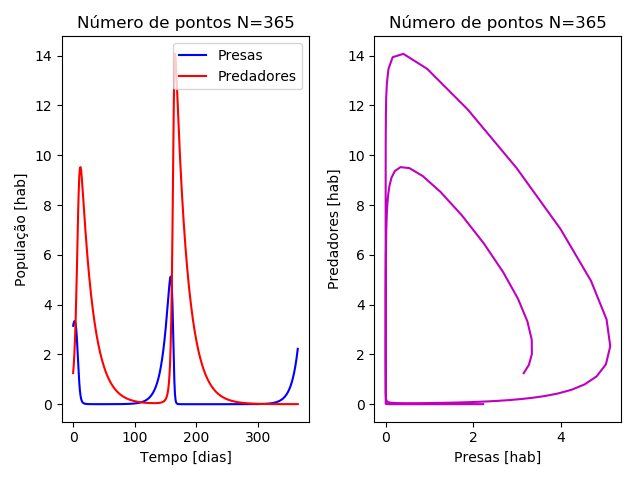 Número de pontos N=365
Presas
Predadores
População [hab]
14
12
10
8
6
4
2
0
0
100
200
300
Tempo [dias]
Número de pontos N=365
Predadores [hab]
14
12
10
8
6
4
2
0
0
2
4
Presas [hab]